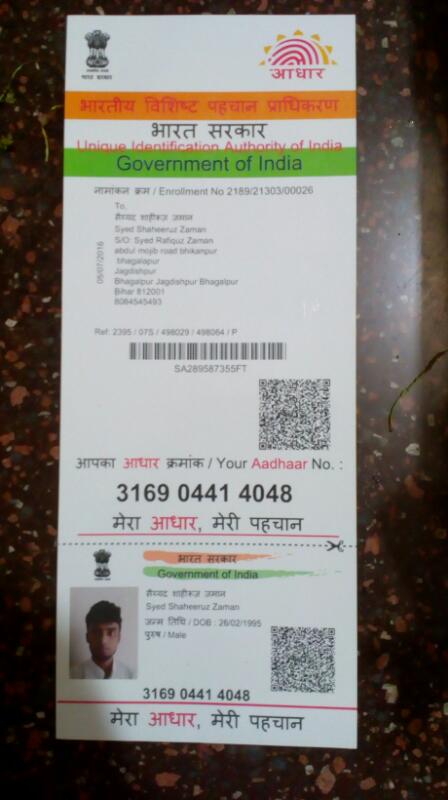 आधार
भारतीय विशिष्ट पहचान प्राधिकरण
भारत सरकार
Unique Identification Authority of India
Government of India
नामांकन क्रम / Enrollment No 2189/21303/00026
To,
सैय्यद शाहीरूज़ जमान
Syed Shaheeruz Zaman
S/O: Syed Rafiquz Zaman
abdul mojib road bhikanpur
bhagalapur
Jagdishpur
Bhagalpur Jagdishpur Bhagalpur
Bihar 812001
8084545493
05/07/2016
Ref: 2395 / 07S / 498029 / 498064 / P
SA289587355FT
आपका आधार क्रमांक / Your Aadhaar No. :
3169 0441 4048
मेरा आधार, मेरी पहचान
भारत सरकार
Government of India
सैय्यद शाहीरूज़ जमान
Syed Shaheeruz Zaman
जन्म तिथि / DOB : 26/02/1995
पुरुष / Male
3169 0441 4048
मेरा आधार, मेरी पहचान